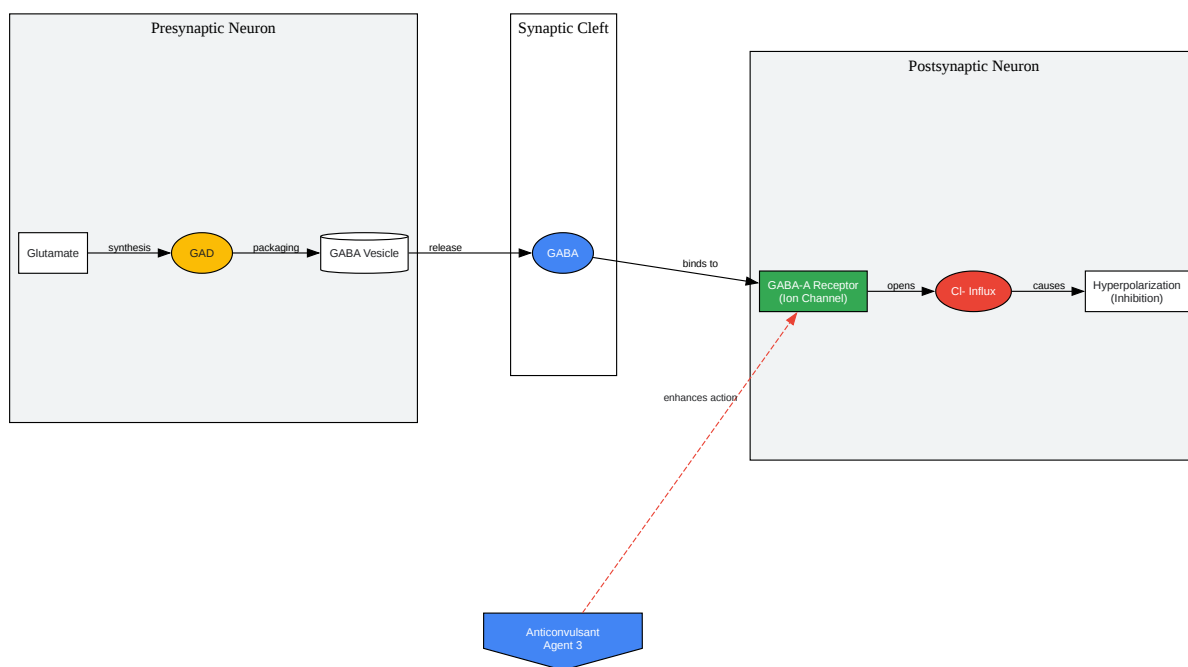 Presynaptic Neuron
Synaptic Cleft
Postsynaptic Neuron
Glutamate
synthesis
GAD
packaging
GABA Vesicle
release
GABA
binds to
GABA-A Receptor
(Ion Channel)
opens
Cl- Influx
causes
Hyperpolarization
(Inhibition)
enhances action
Anticonvulsant
Agent 3